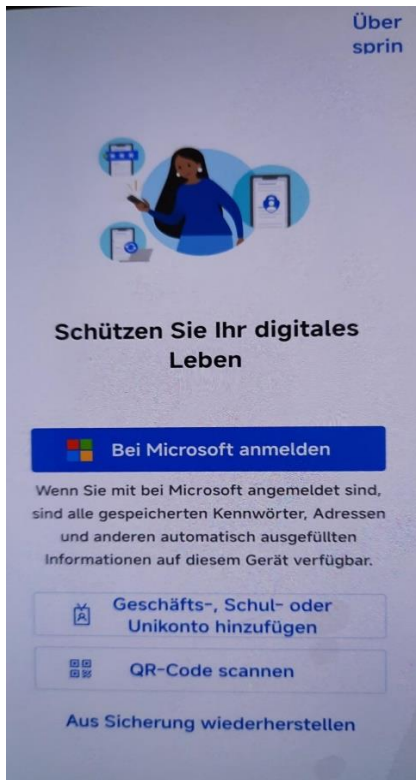 Über
sprin
Schützen Sie Ihr digitales
Leben
Bei Microsoft anmelden
Wenn Sie mit bei Microsoft angemeldet sind,
sind alle gespeicherten Kennwörter, Adressen
und anderen automatisch ausgefüllten
Informationen auf diesem Gerät verfügbar.
Geschäfts-, Schul- oder
Unikonto hinzufügen
QR-Code scannen
Aus Sicherung wiederherstellen